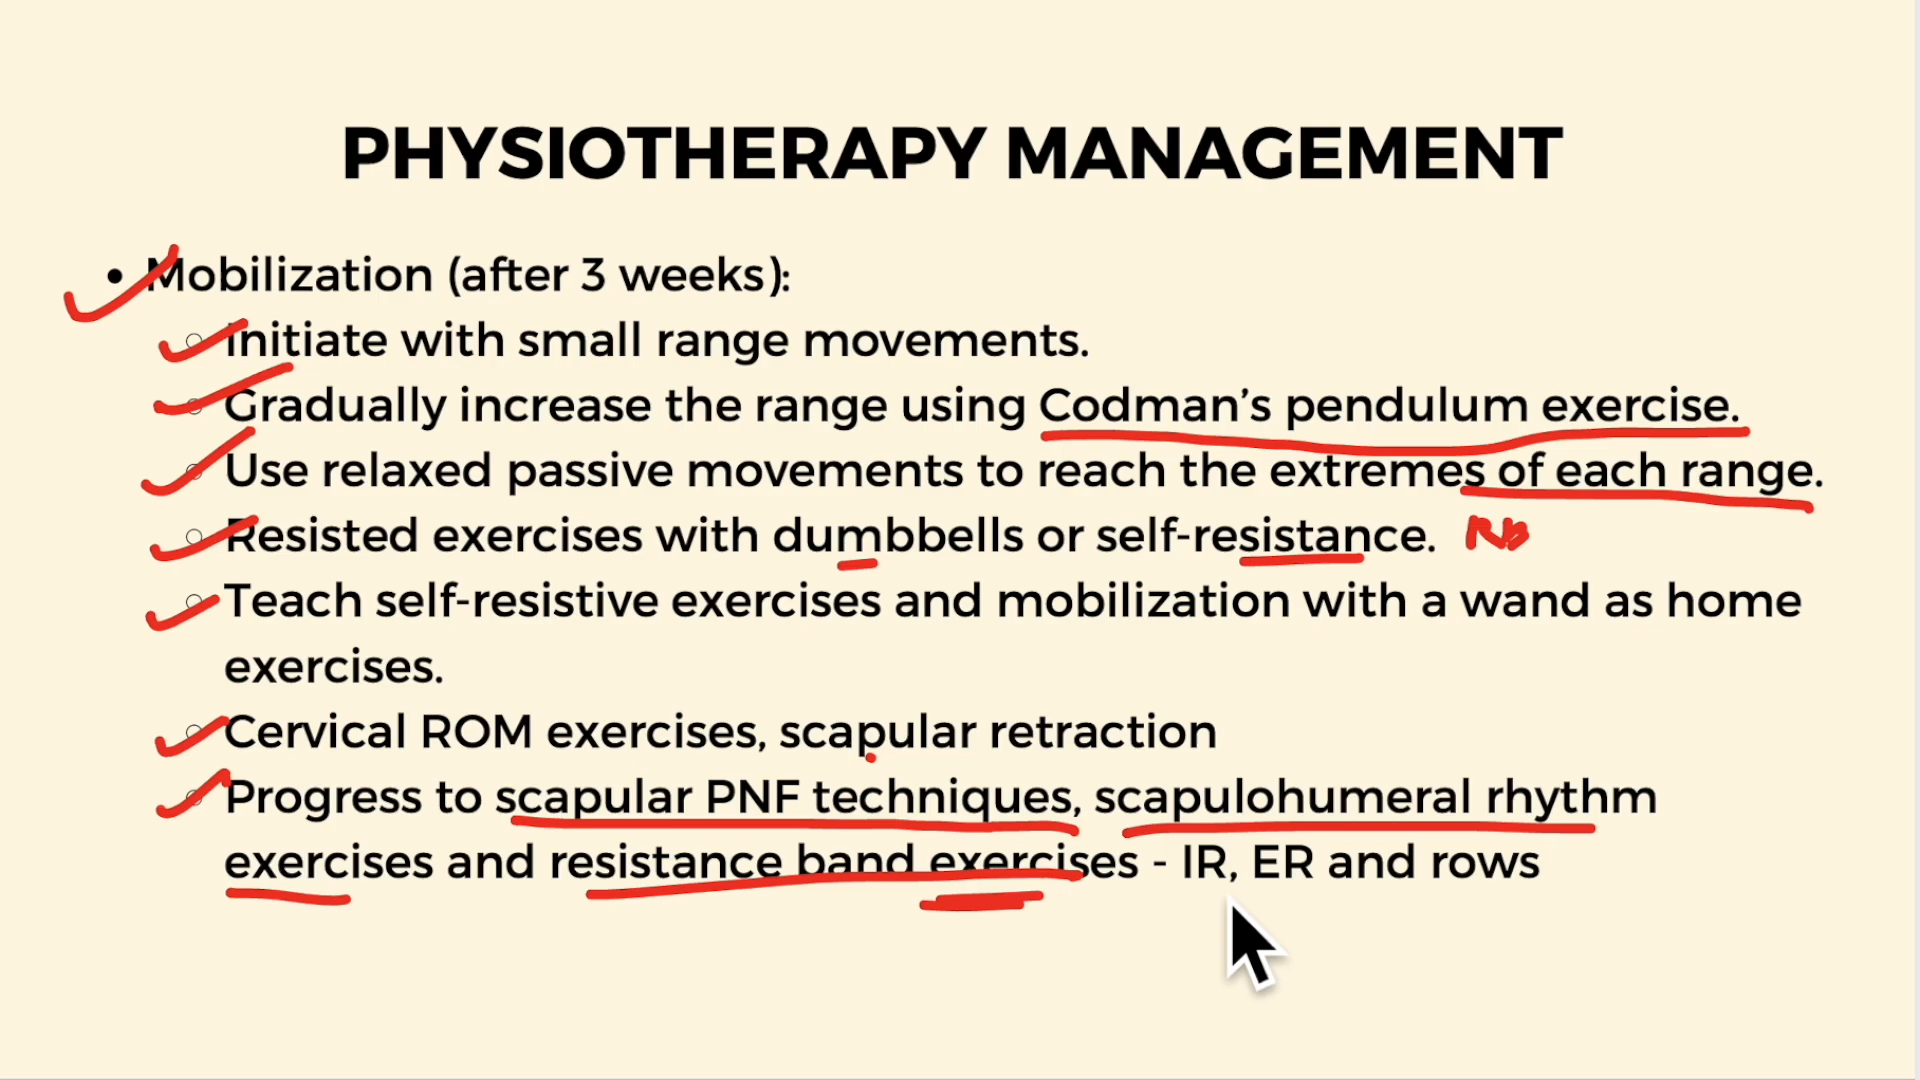 PHYSIOTHERAPY MANAGEMENT
• Mobilization (after 3 weeks):
○ Initiate with small range movements.
○ Gradually increase the range using Codman’s pendulum exercise.
○ Use relaxed passive movements to reach the extremes of each range.
○ Resisted exercises with dumbbells or self-resistance. RB
○ Teach self-resistive exercises and mobilization with a wand as home
exercises.
○ Cervical ROM exercises, scapular retraction
○ Progress to scapular PNF techniques, scapulohumeral rhythm
exercises and resistance band exercises - IR, ER and rows